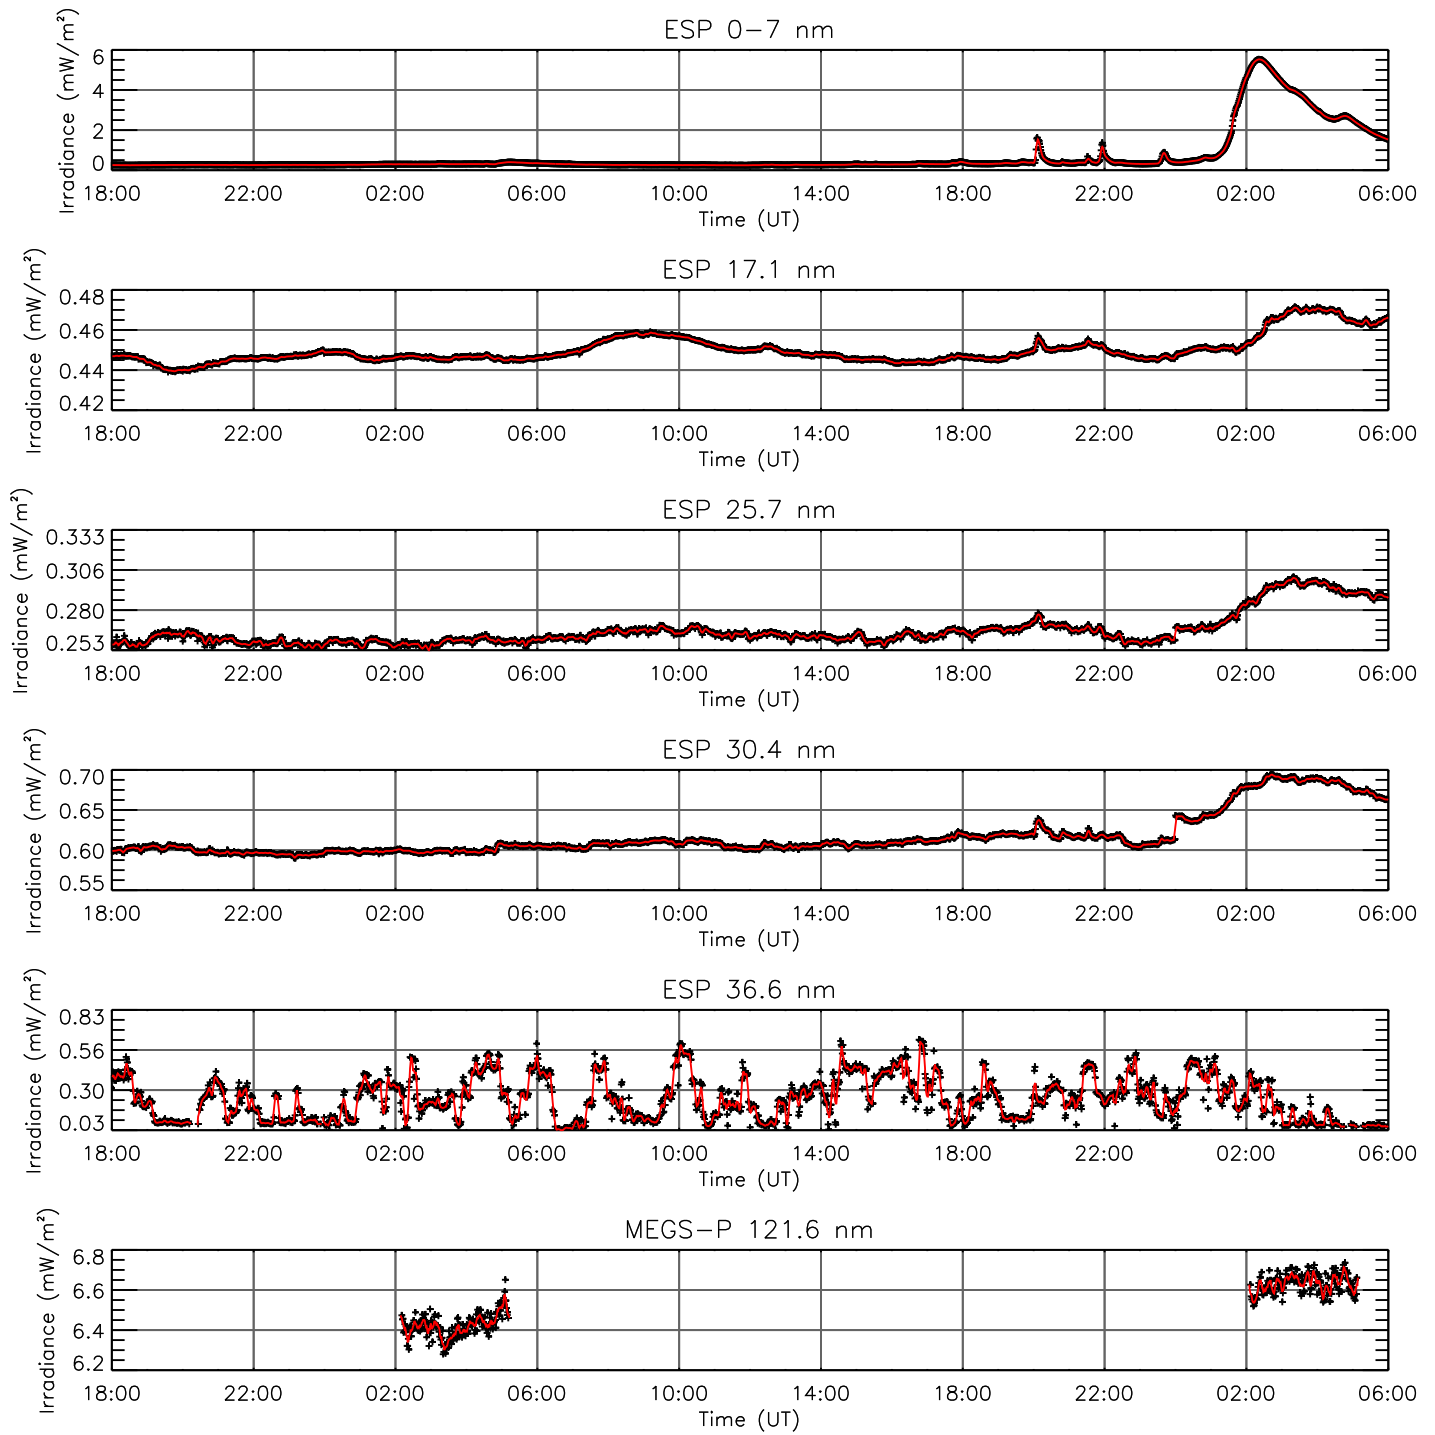 ESP 0-7 nm
Irradiance (mW/m²)
6
4
2
0
18:00 22:00 02:00 06:00 10:00 14:00 18:00 22:00 02:00 06:00
Time (UT)
ESP 17.1 nm
Irradiance (mW/m²)
0.48
0.46
0.44
0.42
18:00 22:00 02:00 06:00 10:00 14:00 18:00 22:00 02:00 06:00
Time (UT)
ESP 25.7 nm
Irradiance (mW/m²)
0.333
0.306
0.280
0.253
18:00 22:00 02:00 06:00 10:00 14:00 18:00 22:00 02:00 06:00
Time (UT)
ESP 30.4 nm
Irradiance (mW/m²)
0.70
0.65
0.60
0.55
18:00 22:00 02:00 06:00 10:00 14:00 18:00 22:00 02:00 06:00
Time (UT)
ESP 36.6 nm
Irradiance (mW/m²)
0.83
0.56
0.30
0.03
18:00 22:00 02:00 06:00 10:00 14:00 18:00 22:00 02:00 06:00
Time (UT)
MEGS-P 121.6 nm
Irradiance (mW/m²)
6.8
6.6
6.4
6.2
18:00 22:00 02:00 06:00 10:00 14:00 18:00 22:00 02:00 06:00
Time (UT)